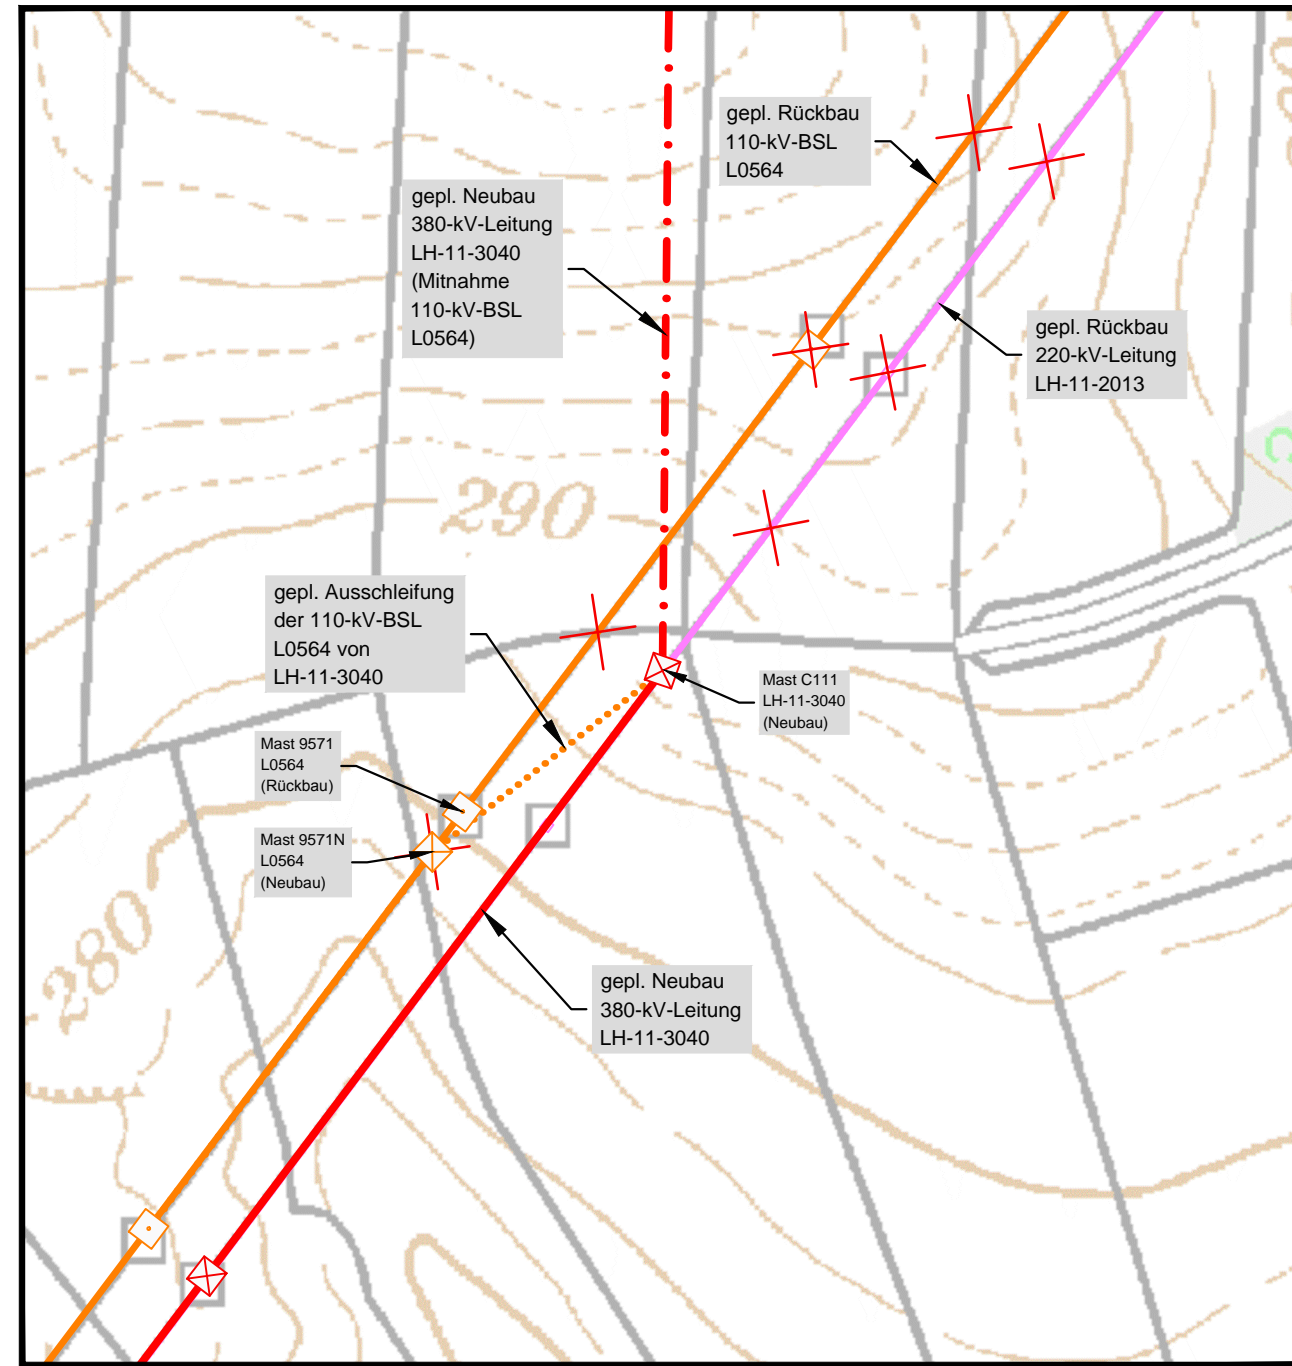 gepl. Rückbau
110-kV-BSL
L0564
gepl. Neubau
380-kV-Leitung
LH-11-3040
(Mitnahme
110-kV-BSL
L0564)
gepl. Rückbau
220-kV-Leitung
LH-11-2013
290
gepl. Ausschleifung
der 110-kV-BSL
L0564 von
LH-11-3040
Mast C111
LH-11-3040
(Neubau)
Mast 9571
L0564
(Rückbau)
Mast 9571N
L0564
(Neubau)
280
gepl. Neubau
380-kV-Leitung
LH-11-3040